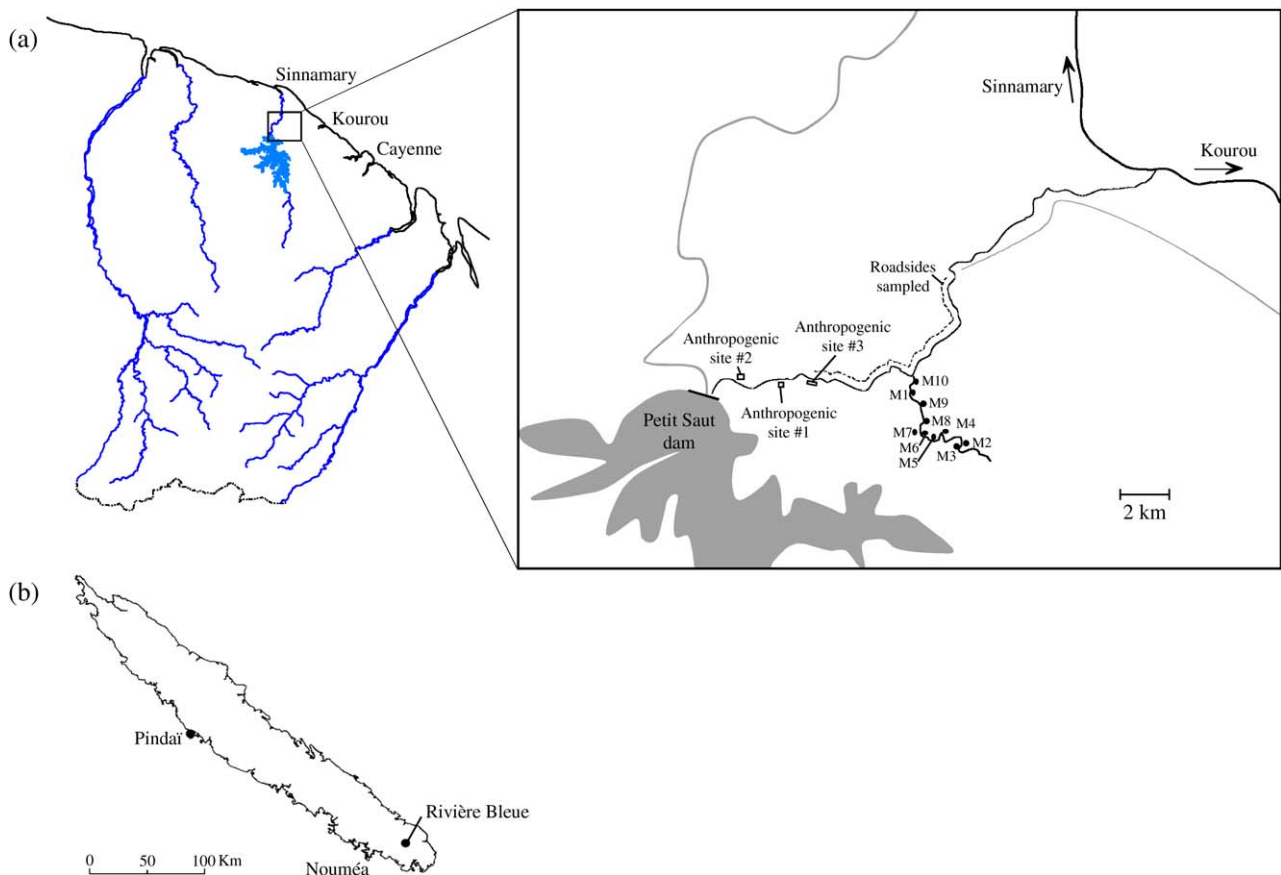 (a)
Sinnamary
Kourou
Cayenne
Sinnamary
Kourou
Roadsides
sampled
Anthropogenic
site #2
Anthropogenic
site #3
Anthropogenic
site #1
Petit Saut
dam
M10
M1
M9
M8
M4
M7
M6
M2
M3
M5
2 km
(b)
Pindaï
Rivière Bleue
Nouméa
0 50 100 Km